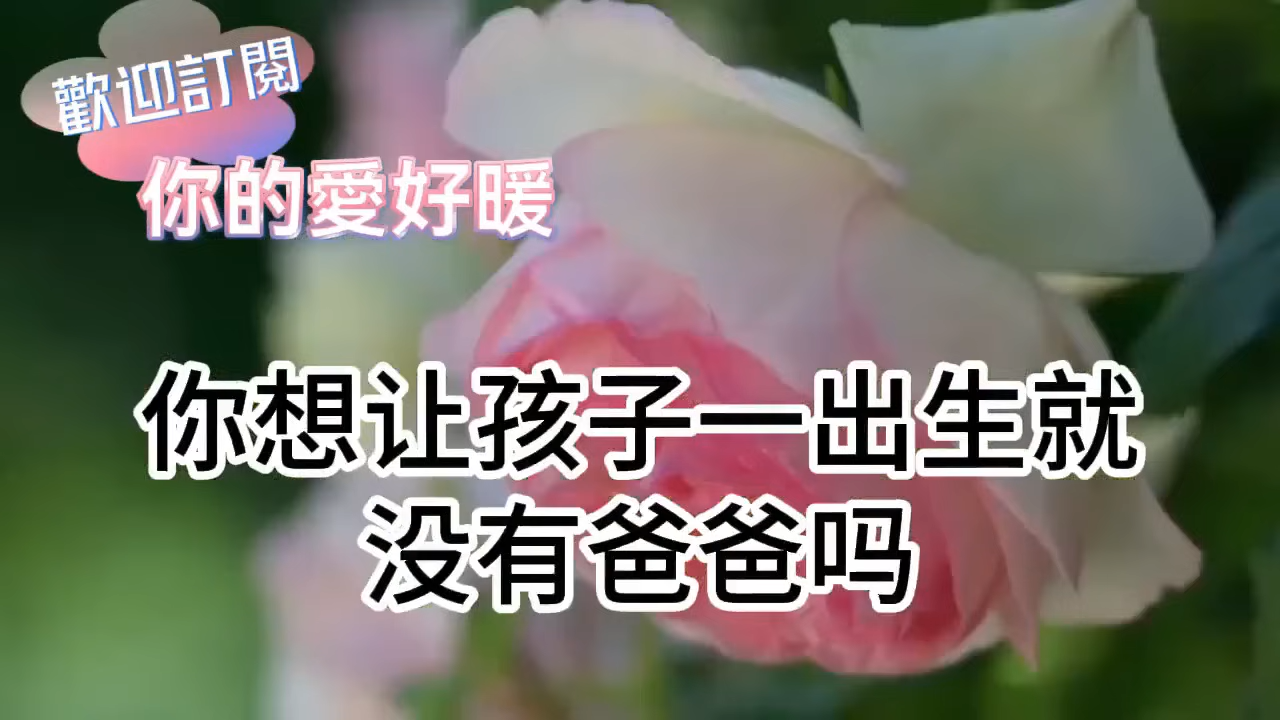 歡迎訂閱
你的愛好暖
你想让孩子一出生就
没有爸爸吗